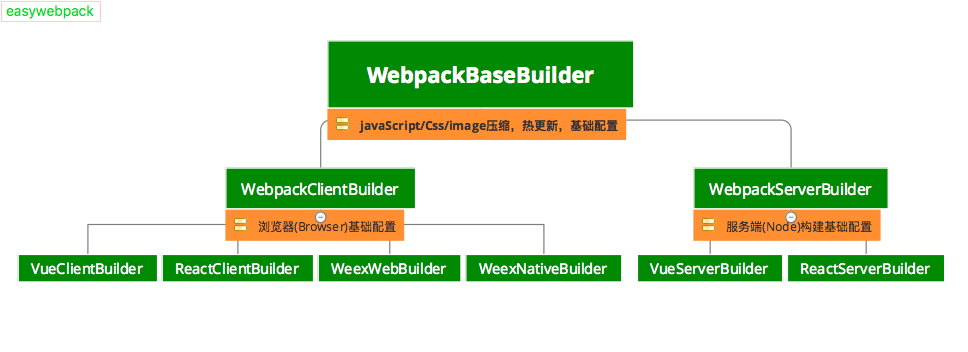 easywebpack
WebpackBaseBuilder
javaScript/Css/image压缩，热更新，基础配置
WebpackClientBuilder
WebpackServerBuilder
浏览器(Browser)基础配置
服务端(Node)构建基础配置
VueClientBuilder
ReactClientBuilder
WeexWebBuilder
WeexNativeBuilder
VueServerBuilder
ReactServerBuilder